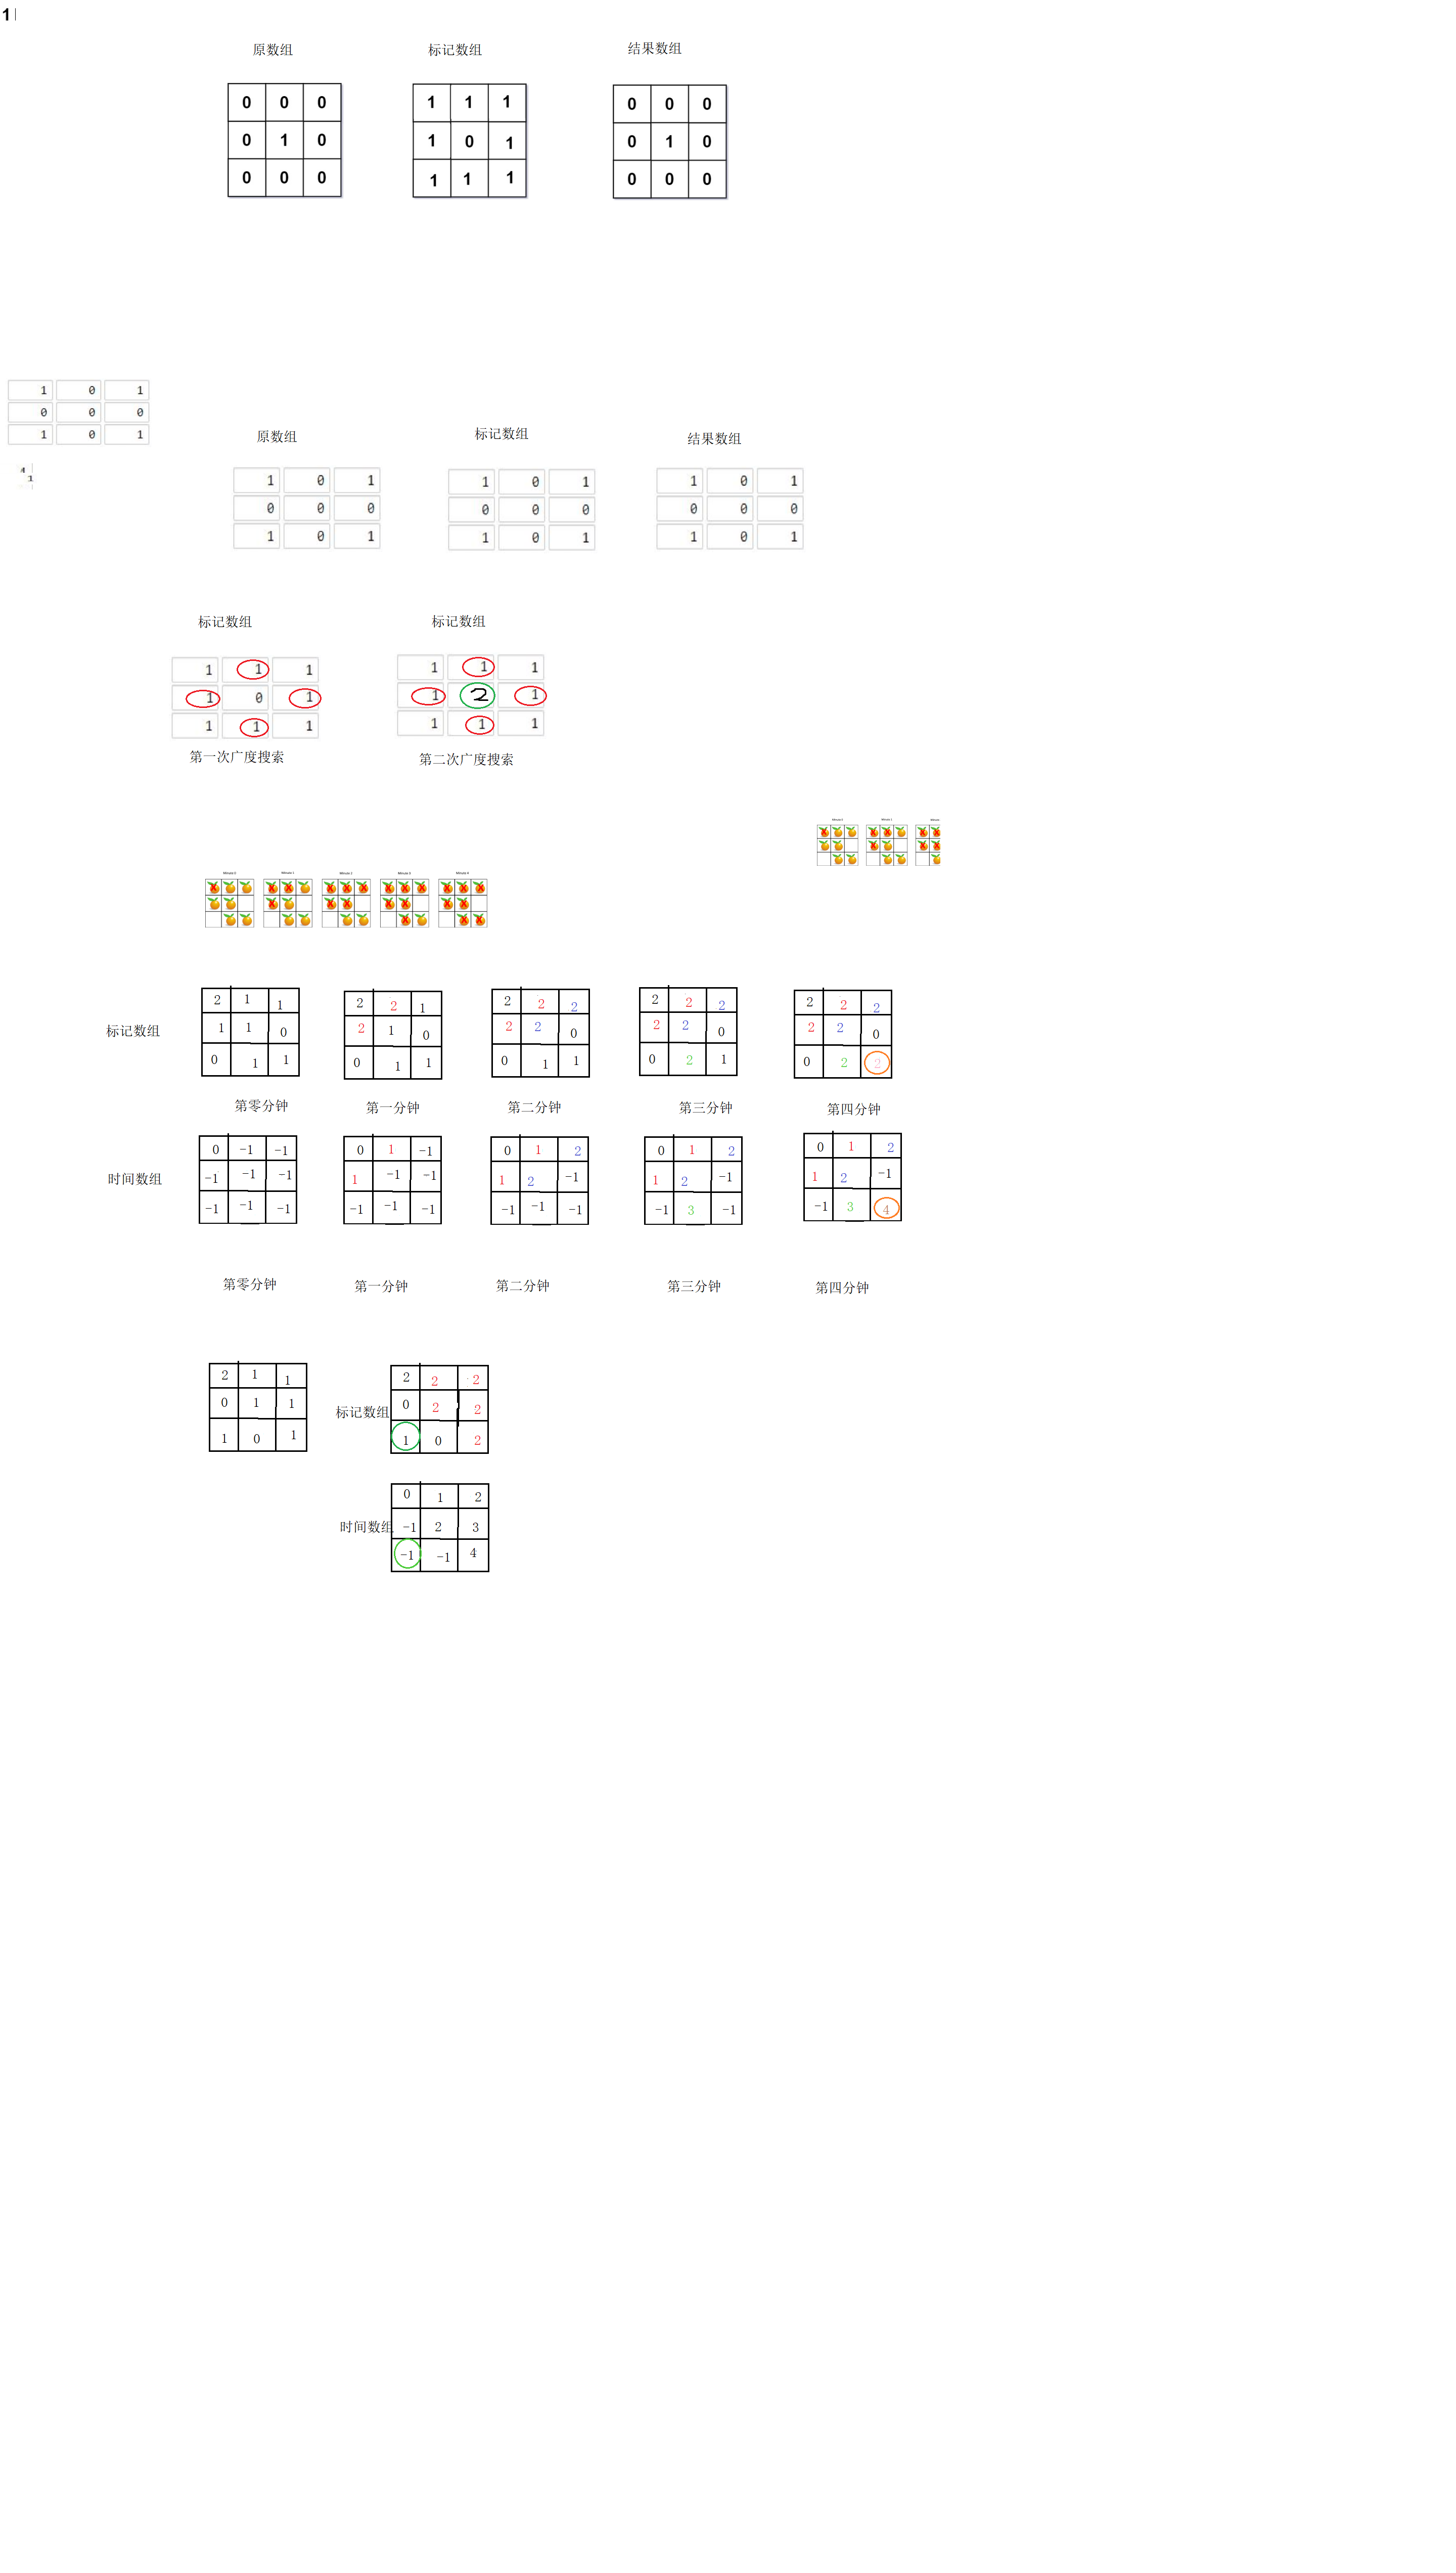 1
原数组 标记数组 结果数组
0 0 0 1 1 1 0 0 0
0 1 0 1 0 1 0 1 0
0 0 0 1 1 1 0 0 0
1 0 1
0 0 0
1 0 1
原数组 标记数组 结果数组
1 0 1 1 0 1 1 0 1
0 0 0 0 0 0 0 0 0
1 0 1 1 0 1 1 0 1
标记数组 标记数组
1 1 1 1 1 1
1 0 1 1 2 1
1 1 1 1 1 1
第一次广度搜索 第二次广度搜索
Minute 0 Minute 1
Minute 0 Minute 1 Minute 2 Minute 3 Minute 4
2 1 1 2 2 1 2 2 2 2 2 2 2 2 2
标记数组 1 1 0 2 1 0 2 2 0 2 2 0 2 2 0
0 1 1 0 1 1 0 1 1 0 2 1 0 2 2
第零分钟 第一分钟 第二分钟 第三分钟 第四分钟
0 -1 -1 0 1 -1 0 1 2 0 1 2 0 1 2
时间数组 -1 -1 -1 1 -1 -1 1 2 -1 1 2 -1 1 2 -1
-1 -1 -1 -1 -1 -1 -1 -1 -1 -1 3 -1 -1 3 4
第零分钟 第一分钟 第二分钟 第三分钟 第四分钟
2 1 1 2 2 2
0 1 1 标记数组 0 2 2
1 0 1 1 0 2
0 1 2
时间数组 -1 2 3
-1 -1 4